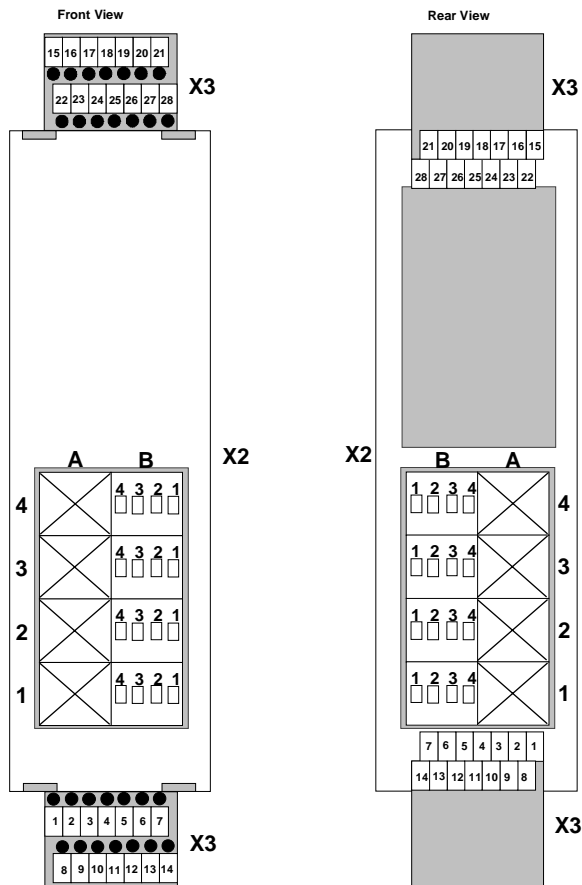 Front View
15 16 17 18 19 20 21
X3
22 23 24 25 26 27 28
X2
A B
4 4 3 2 1
3 4 3 2 1
2 4 3 2 1
1 4 3 2 1
1 2 3 4 5 6 7
X3
8 9 10 11 12 13 14
Rear View
X3
21 20 19 18 17 16 15
28 27 26 25 24 23 22
X2
B A
1 2 3 4 4
1 2 3 4 3
1 2 3 4 2
1 2 3 4 1
7 6 5 4 3 2 1
14 13 12 11 10 9 8
X3